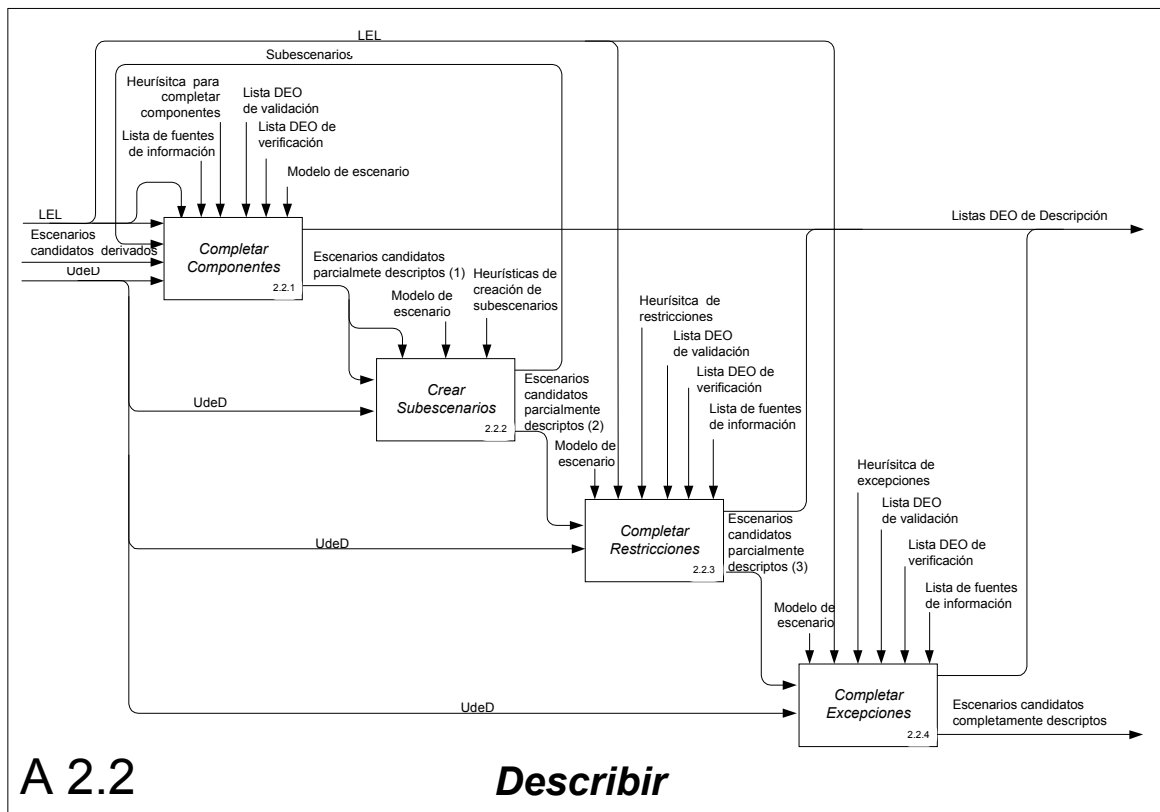 LEL
Subescenarios
Heurísitca para
completar
componentes
Lista DEO
de validación
Lista de fuentes
de información
Lista DEO de
verificación
Modelo de escenario
LEL
Escenarios
candidatos derivados
UdeD
Completar
Componentes
2.2.1
Listas DEO de Descripción
Escenarios candidatos
parcialmete descriptos (1)
Modelo de
escenario
Heurísticas de
creación de
subescenarios
Crear
Subescenarios
2.2.2
UdeD
Escenarios
candidatos
parcialmente
descriptos (2)
Heurísitca de
restricciones
Lista DEO
de validación
Lista DEO de
verificación
Lista de fuentes
de información
Modelo de
escenario
Completar
Restricciones
2.2.3
UdeD
Escenarios
candidatos
parcialmente
descriptos (3)
Heurísitca de
excepciones
Lista DEO
de validación
Lista DEO de
verificación
Lista de fuentes
de información
Modelo de
escenario
Completar
Excepciones
2.2.4
UdeD
Escenarios candidatos
completamente descriptos
A 2.2
Describir